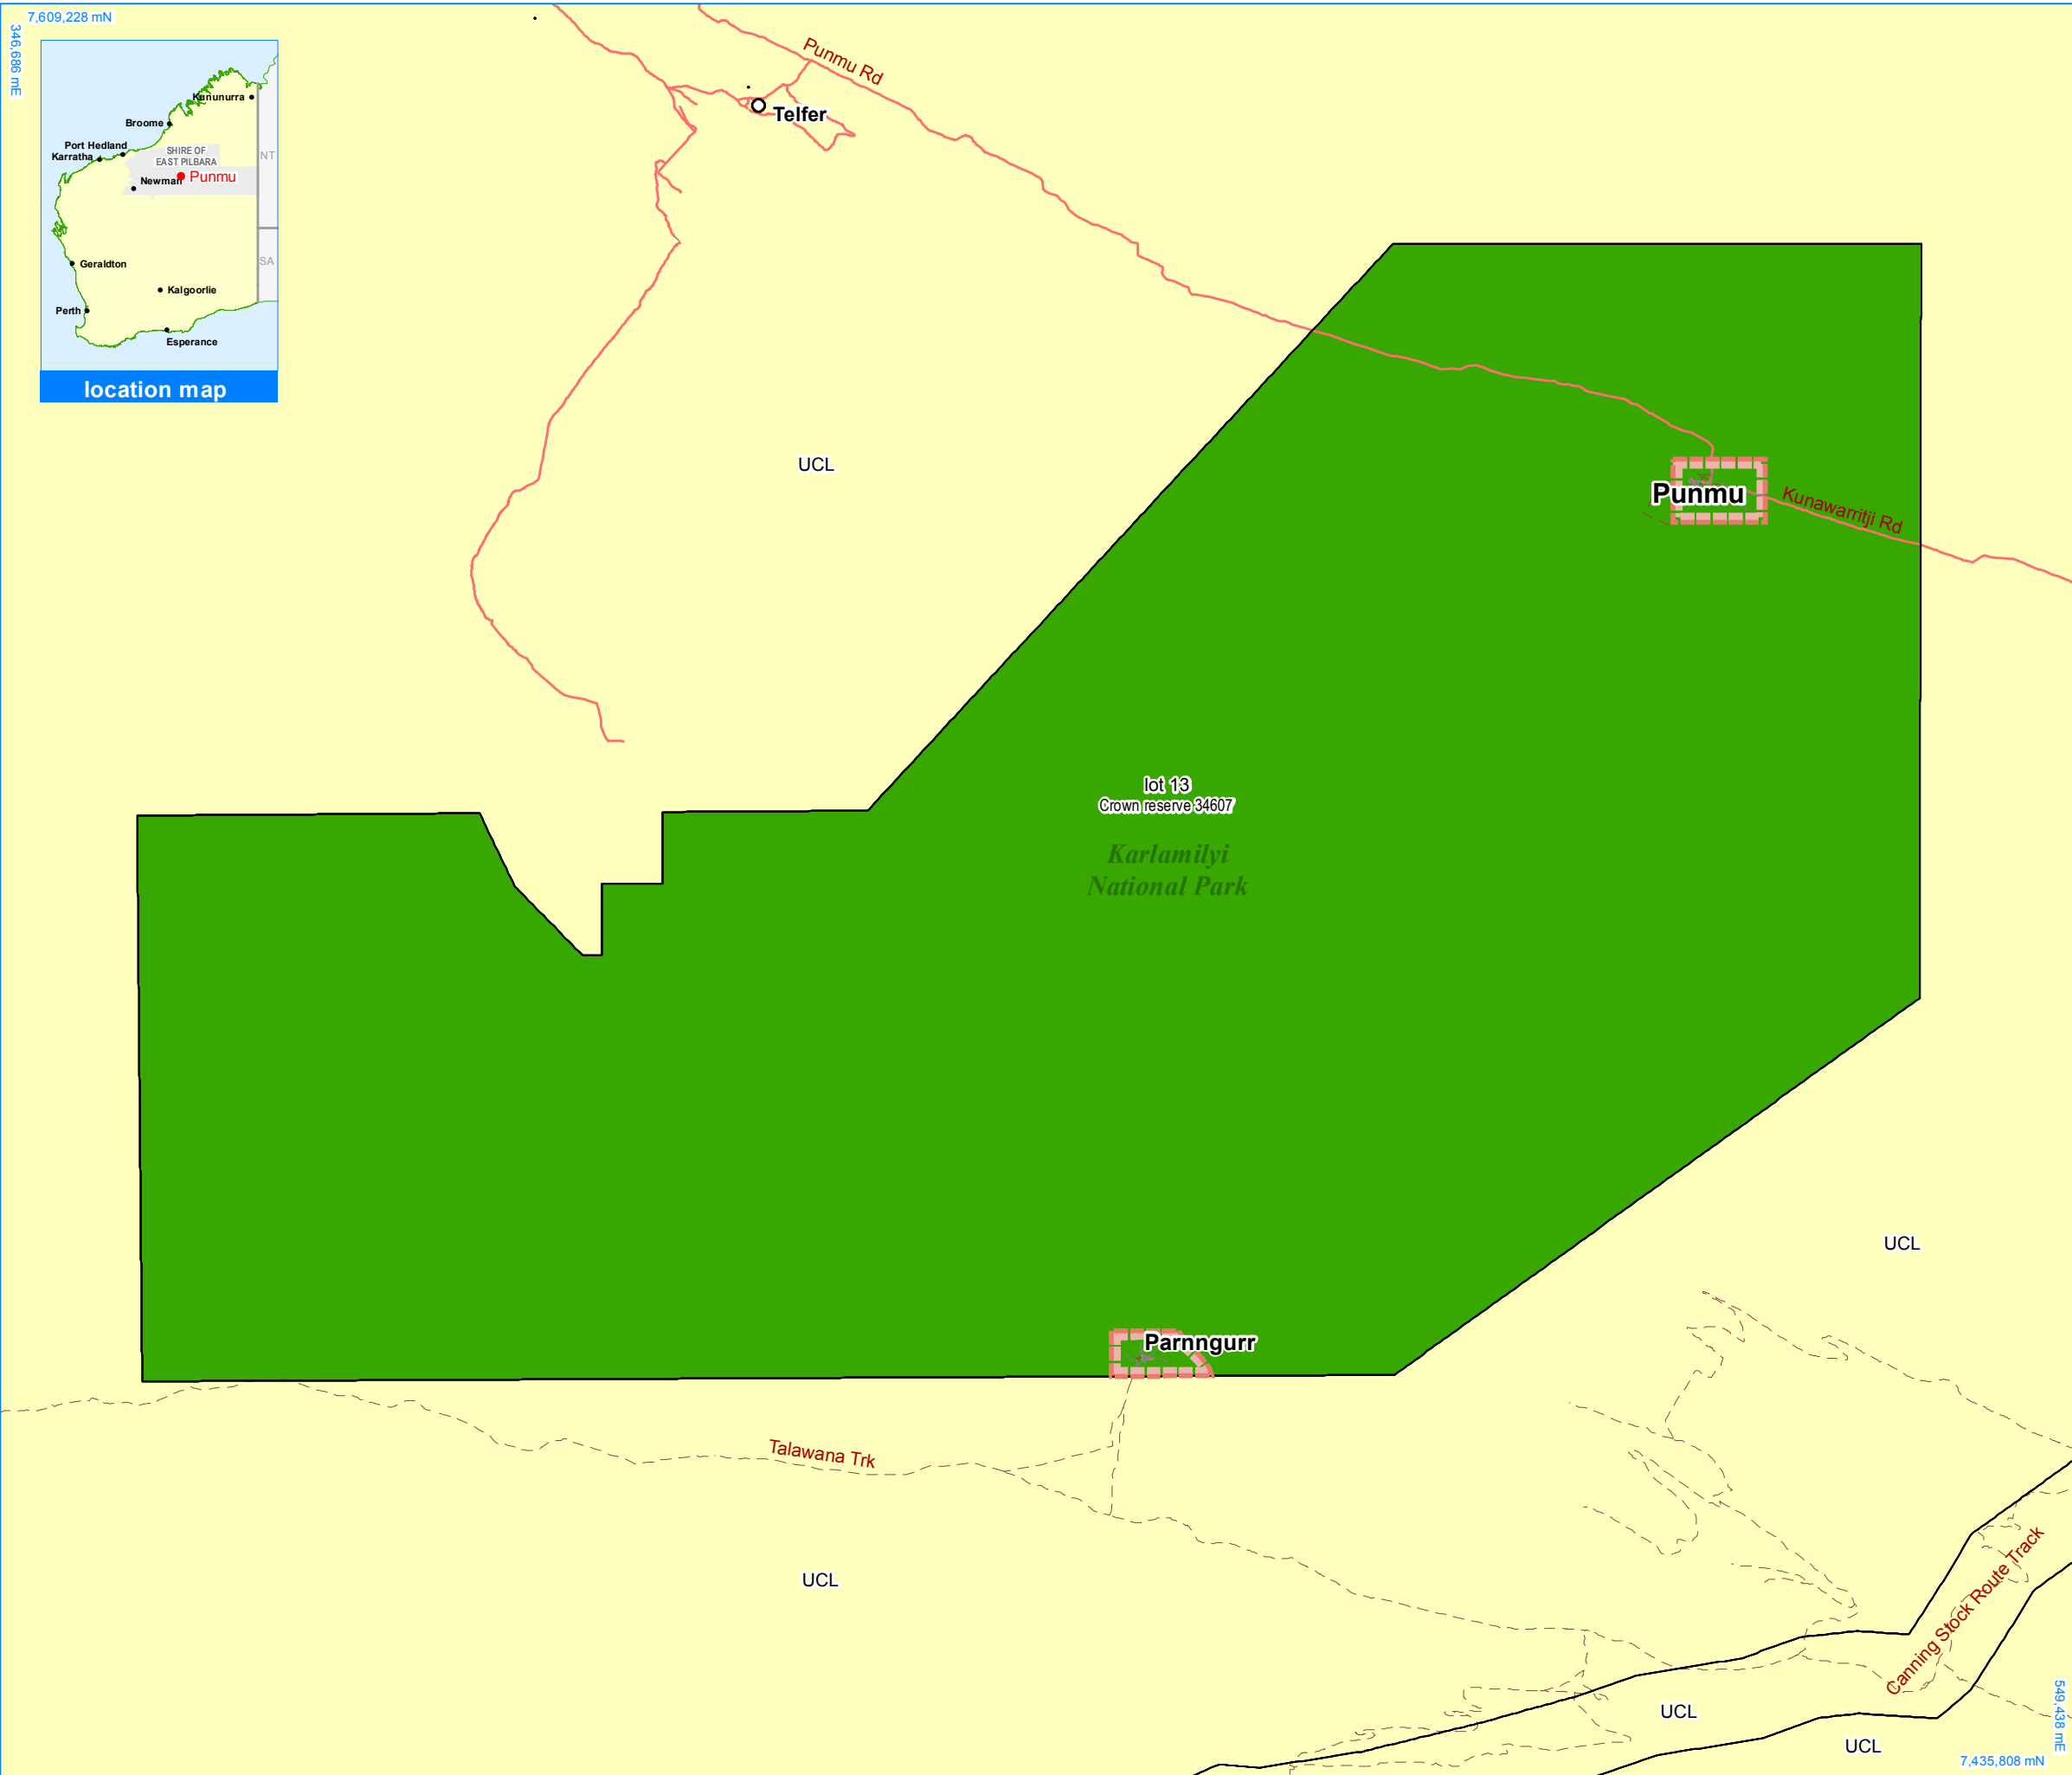 7,609,228 mN
346,686 mE
Kununurra
Broome
Port Hedland
Karratha
SHIRE OF
EAST PILBARA
NT
Newman
Punmu
SA
Geraldton
Kalgoorlie
Perth
Esperance
location map
Punmu Rd
Telfer
UCL
Punmu
Kunawarritji Rd
lot 13
Crown reserve 34607
Karlamilyi
National Park
UCL
Parnngurr
Talawana Trk
UCL
Canning Stock Route Track
UCL
UCL
549,438 mE
7,435,808 mN